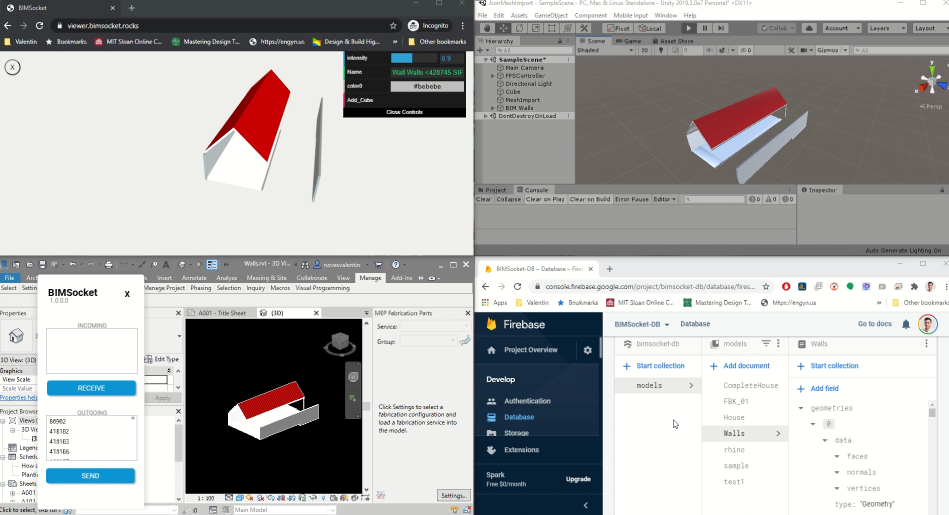 BIMSocket
viewer.bimsocket.rocks
Incognito
Valentin
Bookmarks
MIT Sloan Online C...
Mastering Design T...
https://engyn.us
Design & Build Hig...
Other bookmarks
X
intensity
0.9
Name
Wall Walls <428745 SIP
color0
#bebebe
Add_Cube
Close Controls
JsonMeshImport - SampleScene - PC, Mac & Linux Standalone - Unity 2019.3.0a7 Personal* <DX11>
File Edit Assets GameObject Component Mobile Input Window Help
Pivot
Local
Collab
Account
Layers
Layout
Hierarchy
Scene
Game
Asset Store
Shaded
2D
Gizmos
All
SampleScene*
Main Camera
FPSController
Directional Light
Cube
MeshImport
BIM Walls
DontDestroyOnLoad
Persp
Project
Console
Inspector
Clear
Collapse
Clear on Play
Clear on Build
Error Pause
Editor
Auto Generate Lighting On
Walls.rvt - 3D Vi...
File
Insert
Annotate
Analyze
Massing & Site
Collaborate
View
Manage
Add-Ins
Select
Settin
Manage Project
Phasing
Selection
Inquiry
Macros
Visual Programming
Properties
3D View: {3D}
Edit Type
Graphics
View Scale
Scale Value
Properties help
Apply
Project Brows
Views (
3D Vie
{3
Legen
Schedu
How o
Planti
Sheets
A001
BIMSocket
1.0.0.0
X
INCOMING
RECEIVE
OUTGOING
86982
418182
4181B3
4181B4
4181B6
SEND
A001 - Title Sheet
{3D}
1 : 100
Main Model
MEP Fabrication Parts
Service:
Group:
Click Settings to select a
fabrication configuration and
load a fabrication service into
the model.
Settings...
BIMSocket-DB – Database – Fire
console.firebase.google.com/project/bimsocket-db/database/fires...
Apps
Valentin
Bookmarks
MIT Sloan Online C...
Mastering Design T...
https://engyn.us
Other bookmarks
Firebase
Project Overview
Develop
Authentication
Database
Storage
Extensions
Spark
Free $0/month
Upgrade
BIMSocket-DB
Database
Go to docs
bimsocket-db
models
Walls
Start collection
Add document
Start collection
models
CompleteHouse
FBK_01
House
Walls
rhino
sample
test1
Add field
geometries
0
data
faces
normals
vertices
type: "Geometry"